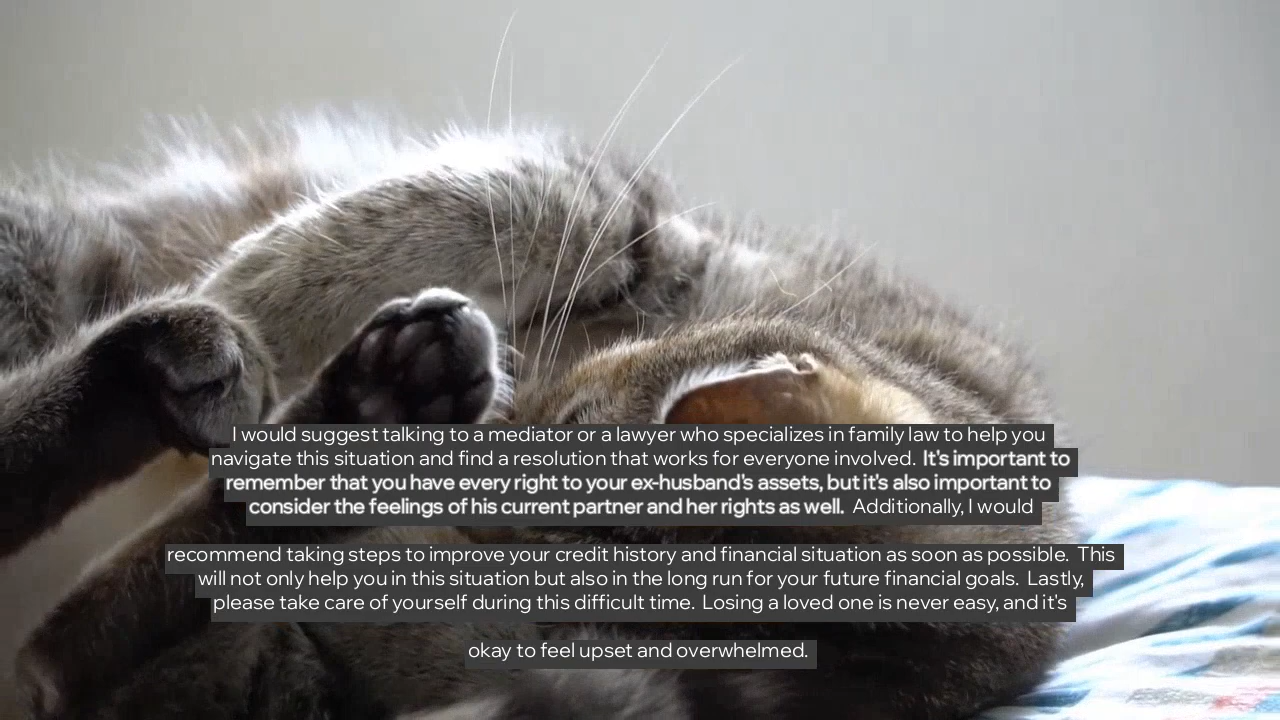 I would suggest talking to a mediator or a lawyer who specializes in family law to help you
navigate this situation and find a resolution that works for everyone involved. It's important to
remember that you have every right to your ex-husband's assets, but it's also important to
consider the feelings of his current partner and her rights as well. Additionally, I would
recommend taking steps to improve your credit history and financial situation as soon as possible. This
will not only help you in this situation but also in the long run for your future financial goals. Lastly,
please take care of yourself during this difficult time. Losing a loved one is never easy, and it's
okay to feel upset and overwhelmed.